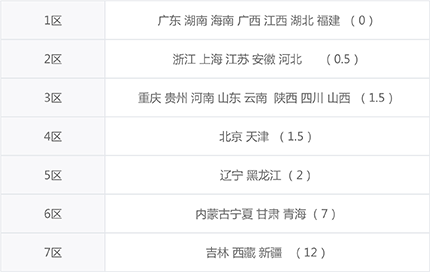 1区 广东 湖南 海南 广西 江西 湖北 福建 （ 0 ）
2区 浙江 上海 江苏 安徽 河北 （ 0.5 ）
3区 重庆 贵州 河南 山东 云南 陕西 四川 山西 （ 1.5 ）
4区 北京 天津 （ 1.5 ）
5区 辽宁 黑龙江 （ 2 ）
6区 内蒙古宁夏 甘肃 青海 （ 7 ）
7区 吉林 西藏 新疆 （ 12 ）